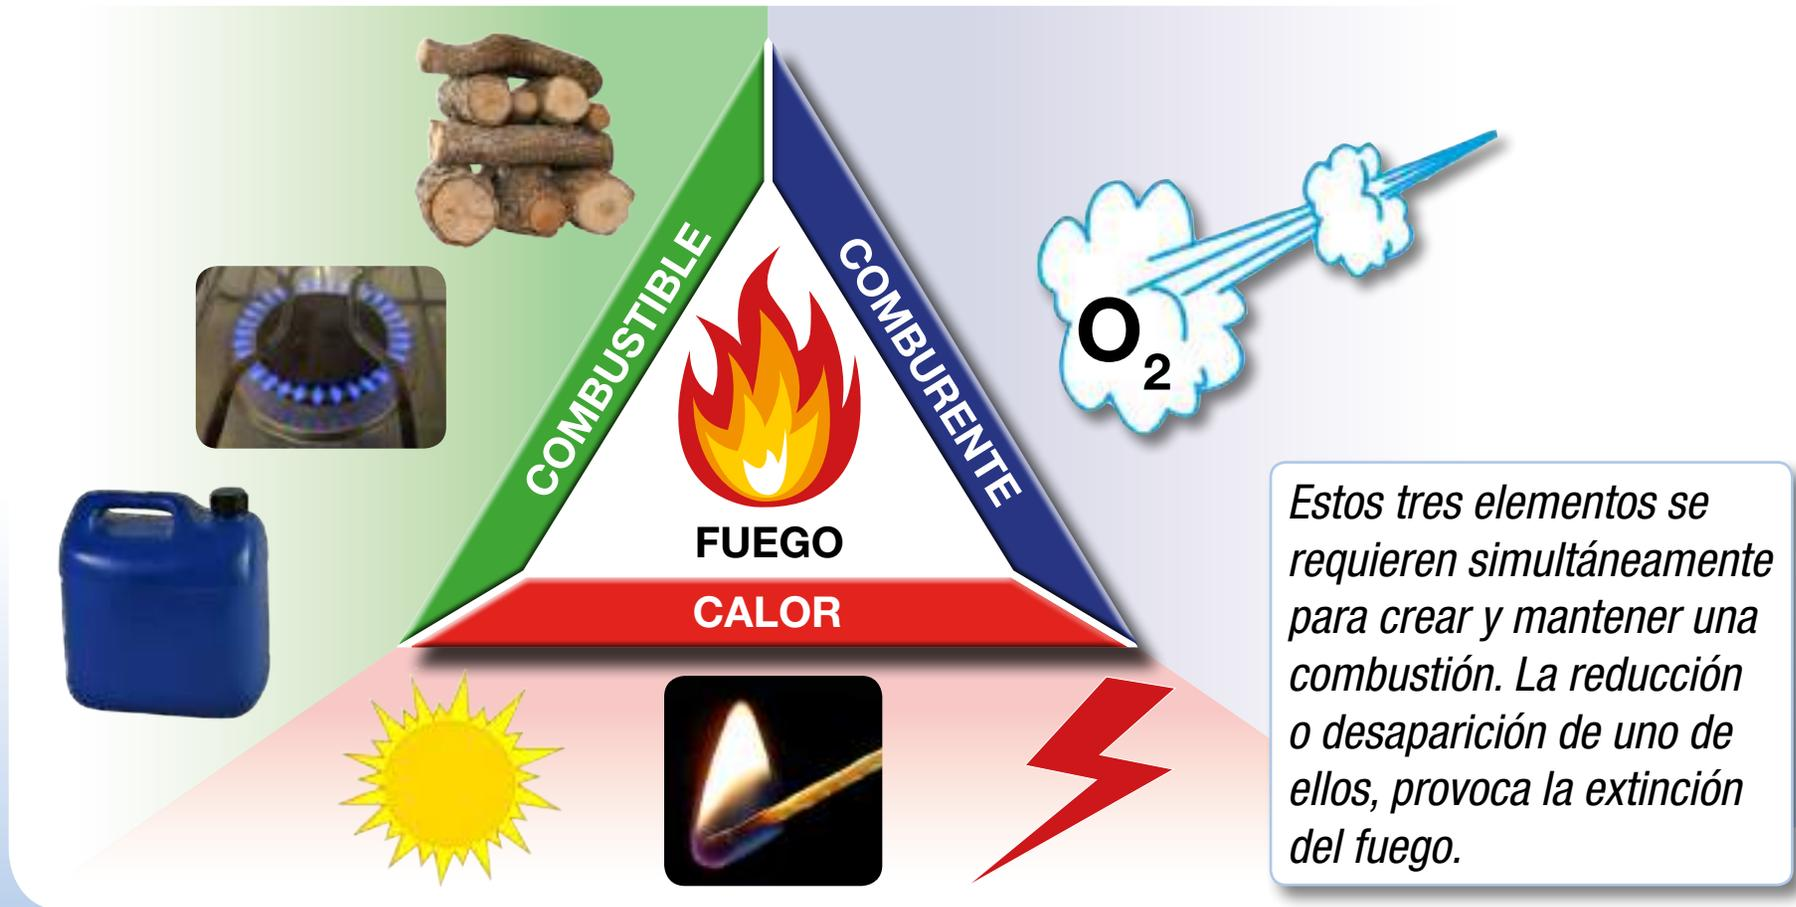 COMBUSTIBLE
COMBURENTE
O₂
FUEGO
CALOR
Estos tres elementos se
requieren simultáneamente
para crear y mantener una
combustión. La reducción
o desaparición de uno de
ellos, provoca la extinción
del fuego.